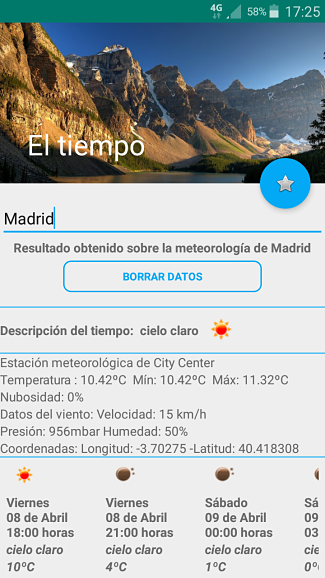 4G 58% 17:25
El tiempo
Madrid
Resultado obtenido sobre la meteorología de Madrid
BORRAR DATOS
Descripción del tiempo: cielo claro
Estación meteorológica de City Center
Temperatura : 10.42ºC Mín: 10.42ºC Máx: 11.32ºC
Nubosidad: 0%
Datos del viento: Velocidad: 15 km/h
Presión: 956mbar Humedad: 50%
Coordenadas: Longitud: -3.70275 -Latitud: 40.418308
Viernes Viernes Sábado Sá
08 de Abril 08 de Abril 09 de Abril 09
18:00 horas 21:00 horas 00:00 horas 03
cielo claro cielo claro cielo claro cie
10ºC 4ºC 1ºC 0º